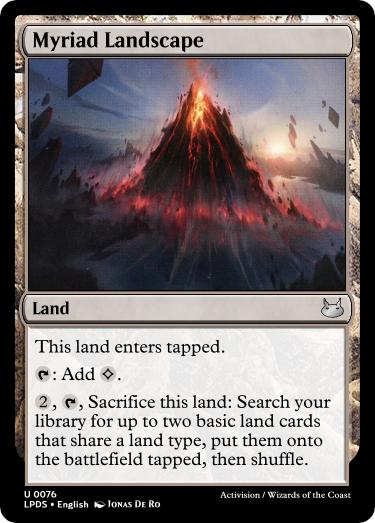 Myriad Landscape
Land
This land enters tapped.
: Add .
2, , Sacrifice this land: Search your
library for up to two basic land cards
that share a land type, put them onto
the battlefield tapped, then shuffle.
U 0076
LPDS • English Jonas De Ro
Activision / Wizards of the Coast